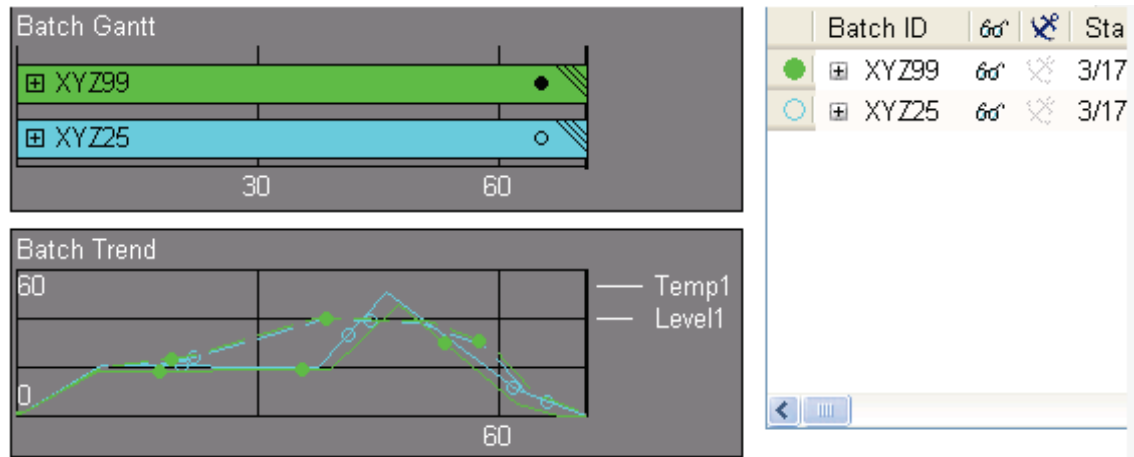 Batch Gantt
XYZ99
XYZ25
30 60
Batch Trend
60
0
60
Temp1
Level1
Batch ID Sta
XYZ99 3/17
XYZ25 3/17